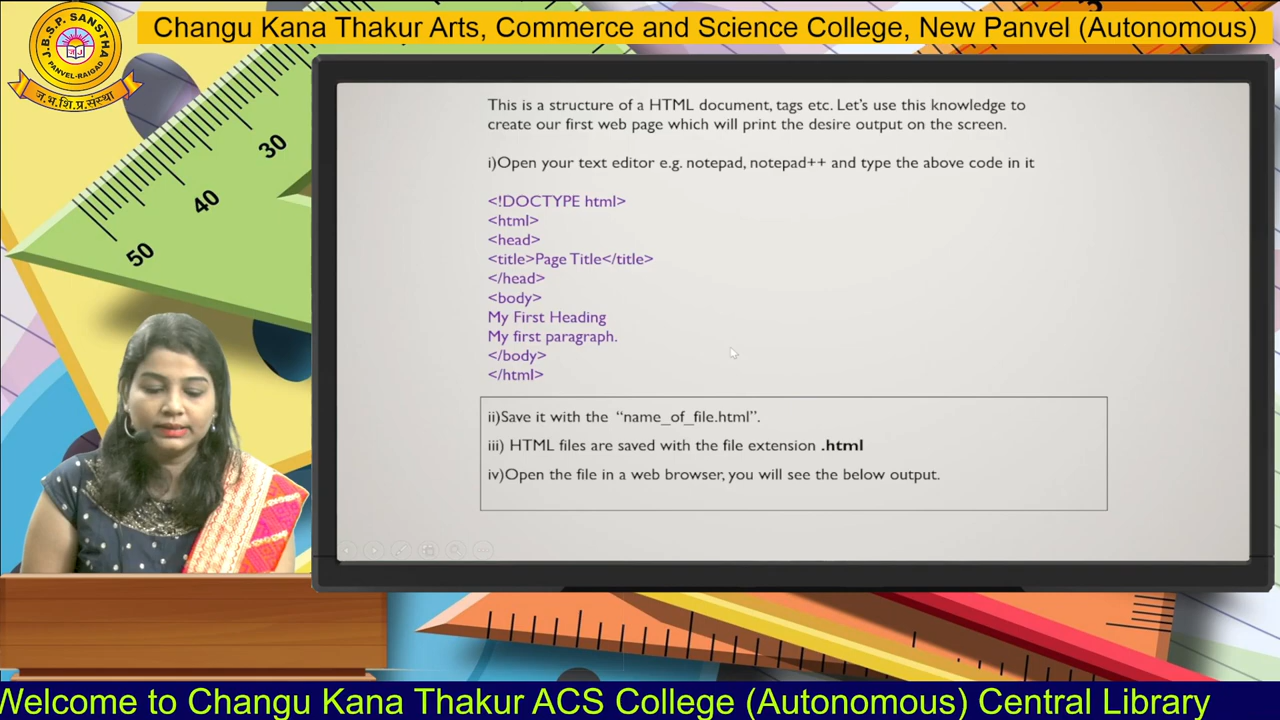 Changu Kana Thakur Arts, Commerce and Science College, New Panvel (Autonomous)
J.B.S.P. SANSTHA
PANVEL-RAIGAD
ज.भ.शि.प्र.संस्था
30
40
50
This is a structure of a HTML document, tags etc. Let's use this knowledge to
create our first web page which will print the desire output on the screen.
i)Open your text editor e.g. notepad, notepad++ and type the above code in it
<!DOCTYPE html>
<html>
<head>
<title>Page Title</title>
</head>
<body>
My First Heading
My first paragraph.
</body>
</html>
ii)Save it with the “name_of_file.html”.
iii) HTML files are saved with the file extension .html
iv)Open the file in a web browser, you will see the below output.
Welcome to Changu Kana Thakur ACS College (Autonomous) Central Library